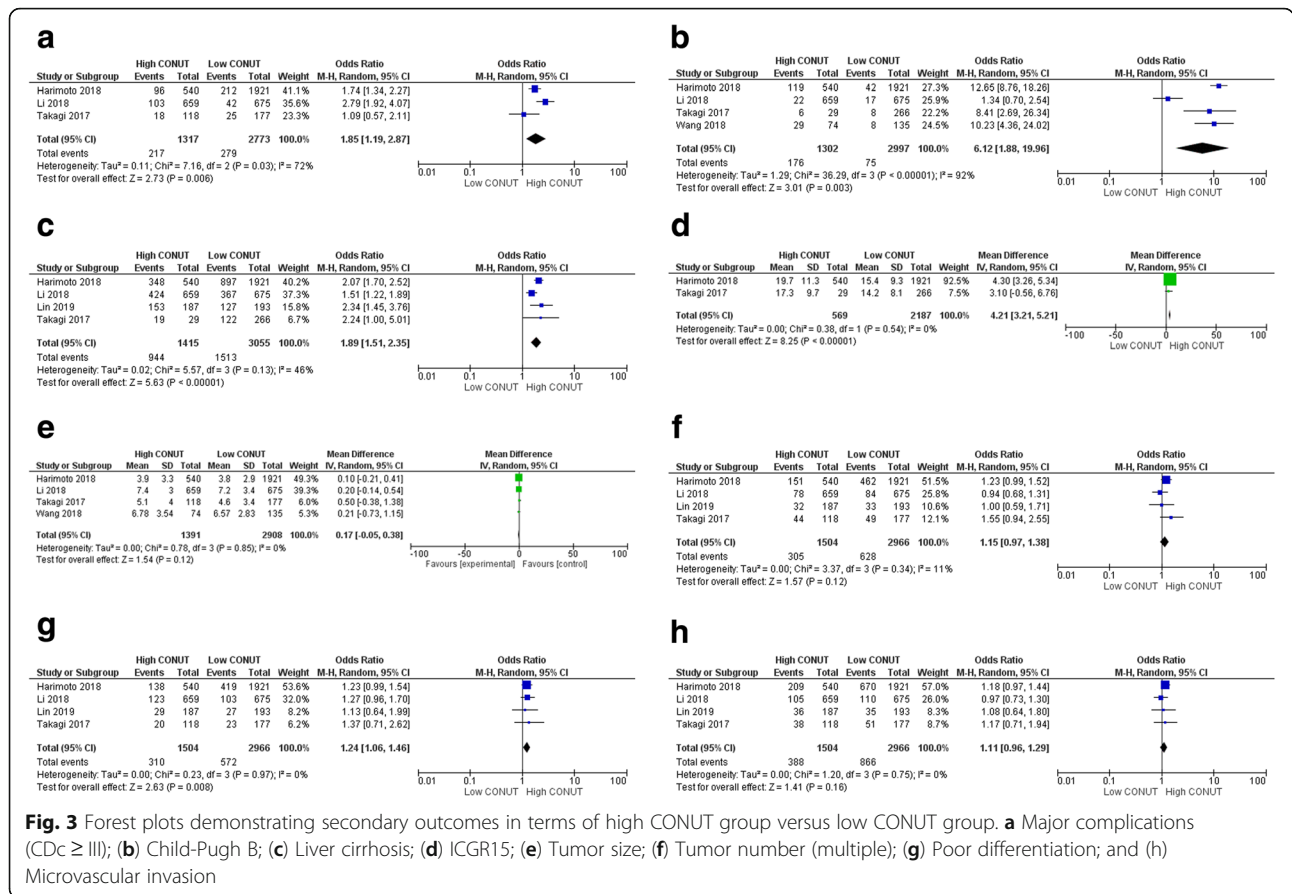 a
High CONUT Low CONUT Odds Ratio Odds Ratio
Study or Subgroup Events Total Events Total Weight M-H, Random, 95% CI M-H, Random, 95% CI
Harimoto 2018 96 540 212 1921 41.1% 1.74 [1.34, 2.27]
Li 2018 103 659 42 675 35.6% 2.79 [1.92, 4.07]
Takagi 2017 18 118 25 177 23.3% 1.09 [0.57, 2.11]
Total (95% CI) 1317 2773 100.0% 1.85 [1.19, 2.87]
Total events 217 279
Heterogeneity: Tau² = 0.11; Chi² = 7.16, df = 2 (P = 0.03); I² = 72%
Test for overall effect: Z = 2.73 (P = 0.006)
0.01 0.1 1 10 100
Low CONUT High CONUT
b
High CONUT Low CONUT Odds Ratio Odds Ratio
Study or Subgroup Events Total Events Total Weight M-H, Random, 95% CI M-H, Random, 95% CI
Harimoto 2018 119 540 42 1921 27.3% 12.65 [8.76, 18.26]
Li 2018 22 659 17 675 25.9% 1.34 [0.70, 2.54]
Takagi 2017 6 29 8 266 22.2% 8.41 [2.69, 26.34]
Wang 2018 29 74 8 135 24.5% 10.23 [4.36, 24.02]
Total (95% CI) 1302 2997 100.0% 6.12 [1.88, 19.96]
Total events 176 75
Heterogeneity: Tau² = 1.29; Chi² = 36.29, df = 3 (P < 0.00001); I² = 92%
Test for overall effect: Z = 3.01 (P = 0.003)
0.01 0.1 1 10 100
Low CONUT High CONUT
c
High CONUT Low CONUT Odds Ratio Odds Ratio
Study or Subgroup Events Total Events Total Weight M-H, Random, 95% CI M-H, Random, 95% CI
Harimoto 2018 348 540 897 1921 40.2% 2.07 [1.70, 2.52]
Li 2018 424 659 367 675 37.3% 1.51 [1.22, 1.89]
Lin 2019 153 187 127 193 15.8% 2.34 [1.45, 3.76]
Takagi 2017 19 29 122 266 6.7% 2.24 [1.00, 5.01]
Total (95% CI) 1415 3055 100.0% 1.89 [1.51, 2.35]
Total events 944 1513
Heterogeneity: Tau² = 0.02; Chi² = 5.57, df = 3 (P = 0.13); I² = 46%
Test for overall effect: Z = 5.63 (P < 0.00001)
0.01 0.1 1 10 100
Low CONUT High CONUT
d
High CONUT Low CONUT Mean Difference Mean Difference
Study or Subgroup Mean SD Total Mean SD Total Weight IV, Random, 95% CI IV, Random, 95% CI
Harimoto 2018 19.7 11.3 540 15.4 9.3 1921 92.5% 4.30 [3.26, 5.34]
Takagi 2017 17.3 9.7 29 14.2 8.1 266 7.5% 3.10 [-0.56, 6.76]
Total (95% CI) 569 2187 100.0% 4.21 [3.21, 5.21]
Heterogeneity: Tau² = 0.00; Chi² = 0.38, df = 1 (P = 0.54); I² = 0%
Test for overall effect: Z = 8.25 (P < 0.00001)
-100 -50 0 50 100
Low CONUT High CONUT
e
High CONUT Low CONUT Mean Difference Mean Difference
Study or Subgroup Mean SD Total Mean SD Total Weight IV, Random, 95% CI IV, Random, 95% CI
Harimoto 2018 3.9 3.3 540 3.8 2.9 1921 49.3% 0.10 [-0.21, 0.41]
Li 2018 7.4 3 659 7.2 3.4 675 39.3% 0.20 [-0.14, 0.54]
Takagi 2017 5.1 4 118 4.6 3.4 177 6.0% 0.50 [-0.38, 1.38]
Wang 2018 6.78 3.54 74 6.57 2.83 135 5.3% 0.21 [-0.73, 1.15]
Total (95% CI) 1391 2908 100.0% 0.17 [-0.05, 0.38]
Heterogeneity: Tau² = 0.00; Chi² = 0.78, df = 3 (P = 0.85); I² = 0%
Test for overall effect: Z = 1.54 (P = 0.12)
-100 -50 0 50 100
Favours [experimental] Favours [control]
f
High CONUT Low CONUT Odds Ratio Odds Ratio
Study or Subgroup Events Total Events Total Weight M-H, Random, 95% CI M-H, Random, 95% CI
Harimoto 2018 151 540 462 1921 51.5% 1.23 [0.99, 1.52]
Li 2018 78 659 84 675 25.8% 0.94 [0.68, 1.31]
Lin 2019 32 187 33 193 10.6% 1.00 [0.59, 1.71]
Takagi 2017 44 118 49 177 12.1% 1.55 [0.94, 2.55]
Total (95% CI) 1504 2966 100.0% 1.15 [0.97, 1.38]
Total events 305 628
Heterogeneity: Tau² = 0.00; Chi² = 3.37, df = 3 (P = 0.34); I² = 11%
Test for overall effect: Z = 1.57 (P = 0.12)
0.01 0.1 1 10 100
Low CONUT High CONUT
g
High CONUT Low CONUT Odds Ratio Odds Ratio
Study or Subgroup Events Total Events Total Weight M-H, Random, 95% CI M-H, Random, 95% CI
Harimoto 2018 138 540 419 1921 53.6% 1.23 [0.99, 1.54]
Li 2018 123 659 103 675 32.0% 1.27 [0.96, 1.70]
Lin 2019 29 187 27 193 8.2% 1.13 [0.64, 1.99]
Takagi 2017 20 118 23 177 6.2% 1.37 [0.71, 2.62]
Total (95% CI) 1504 2966 100.0% 1.24 [1.06, 1.46]
Total events 310 572
Heterogeneity: Tau² = 0.00; Chi² = 0.23, df = 3 (P = 0.97); I² = 0%
Test for overall effect: Z = 2.63 (P = 0.008)
0.01 0.1 1 10 100
Low CONUT High CONUT
h
High CONUT Low CONUT Odds Ratio Odds Ratio
Study or Subgroup Events Total Events Total Weight M-H, Random, 95% CI M-H, Random, 95% CI
Harimoto 2018 209 540 670 1921 57.0% 1.18 [0.97, 1.44]
Li 2018 105 659 110 675 26.0% 0.97 [0.73, 1.30]
Lin 2019 36 187 35 193 8.3% 1.08 [0.64, 1.80]
Takagi 2017 38 118 51 177 8.7% 1.17 [0.71, 1.94]
Total (95% CI) 1504 2966 100.0% 1.11 [0.96, 1.29]
Total events 388 866
Heterogeneity: Tau² = 0.00; Chi² = 1.20, df = 3 (P = 0.75); I² = 0%
Test for overall effect: Z = 1.41 (P = 0.16)
0.01 0.1 1 10 100
Low CONUT High CONUT
Fig. 3 Forest plots demonstrating secondary outcomes in terms of high CONUT group versus low CONUT group. a Major complications
(CDc ≥ III); (b) Child-Pugh B; (c) Liver cirrhosis; (d) ICGR15; (e) Tumor size; (f) Tumor number (multiple); (g) Poor differentiation; and (h)
Microvascular invasion